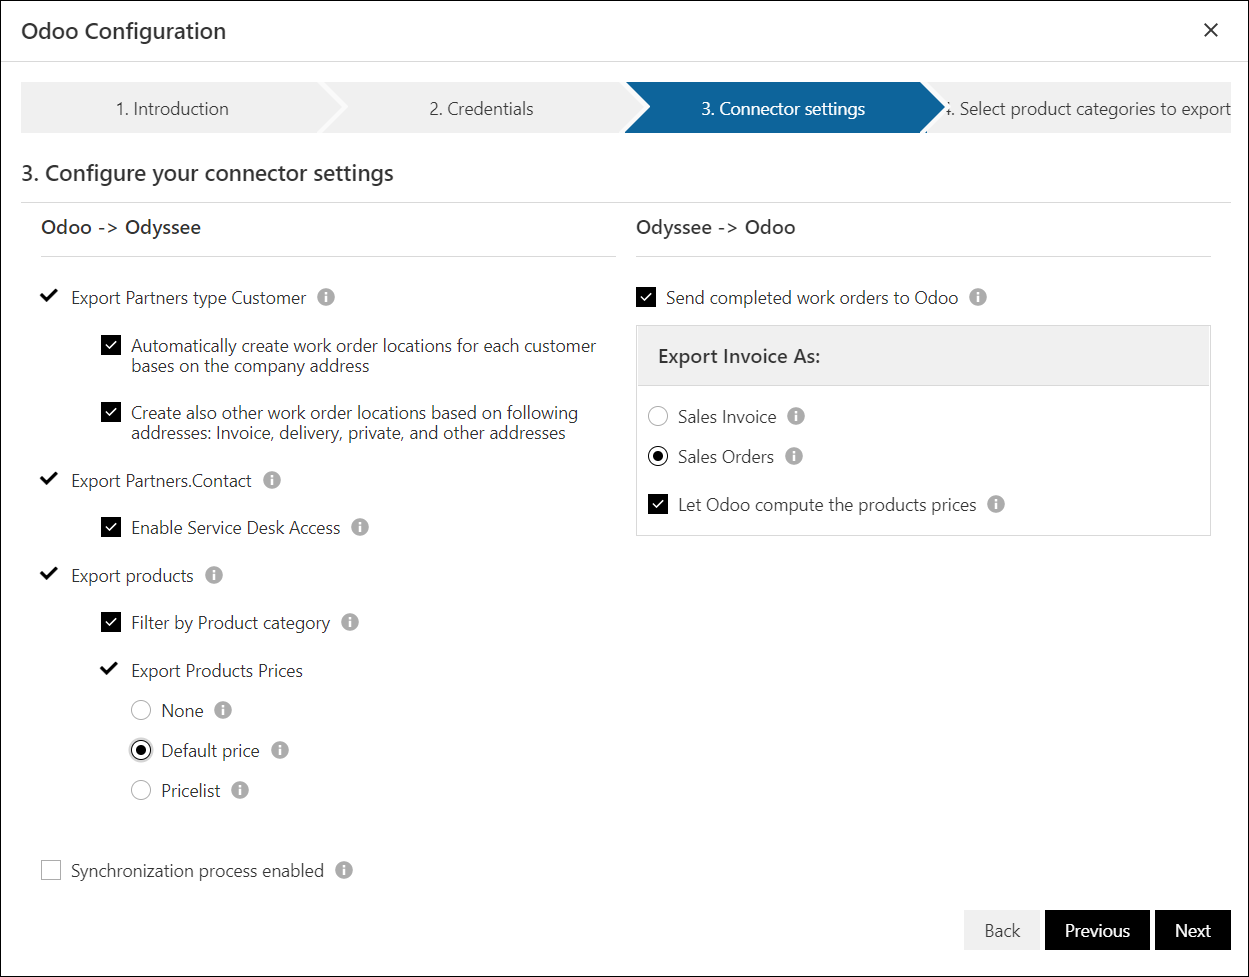 Odoo Configuration
1. Introduction
2. Credentials
3. Connector settings
. Select product categories to export
3. Configure your connector settings
Odoo -> Odyssee
Export Partners type Customer
Automatically create work order locations for each customer
bases on the company address
Create also other work order locations based on following
addresses: Invoice, delivery, private, and other addresses
Export Partners.Contact
Enable Service Desk Access
Export products
Filter by Product category
Export Products Prices
None
Default price
Pricelist
Synchronization process enabled
Odyssee -> Odoo
Send completed work orders to Odoo
Export Invoice As:
Sales Invoice
Sales Orders
Let Odoo compute the products prices
Back
Previous
Next